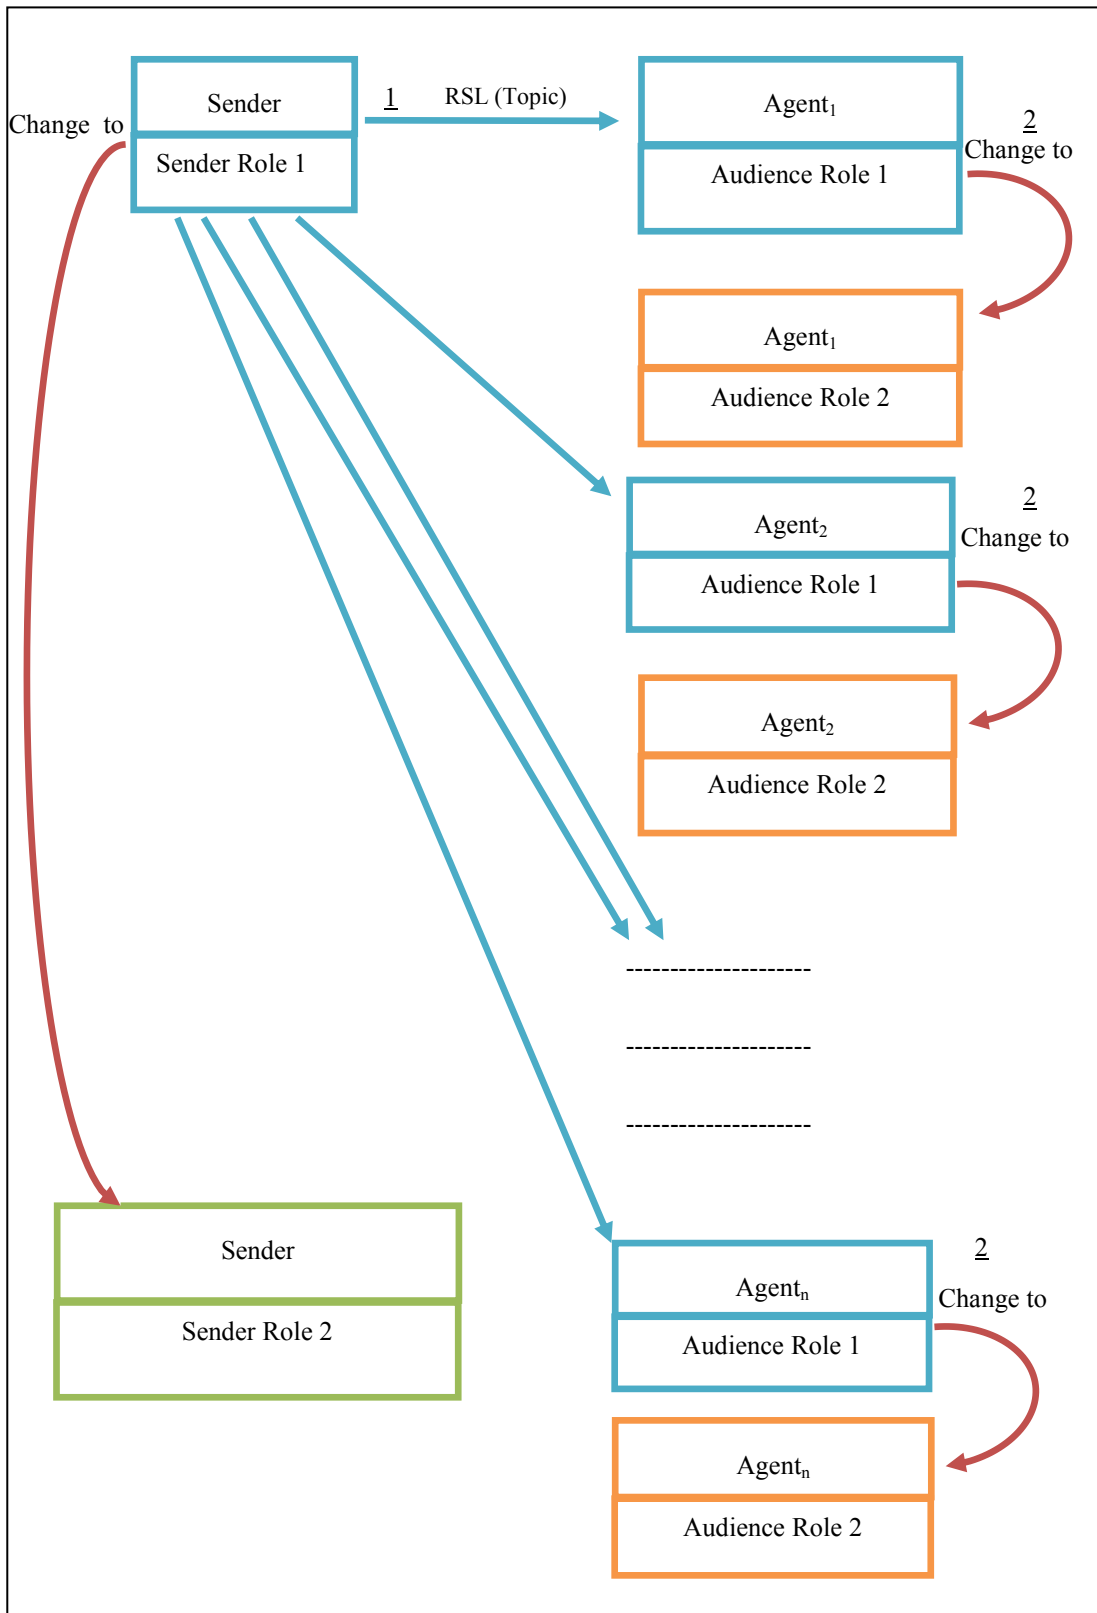 Sender
1 RSL (Topic)
Change to
Sender Role 1
Agent₁
Audience Role 1
2
Change to
Agent₁
Audience Role 2
Agent₂
Audience Role 1
2
Change to
Agent₂
Audience Role 2
---------------------
---------------------
---------------------
Sender
Sender Role 2
Agentₙ
Audience Role 1
2
Change to
Agentₙ
Audience Role 2